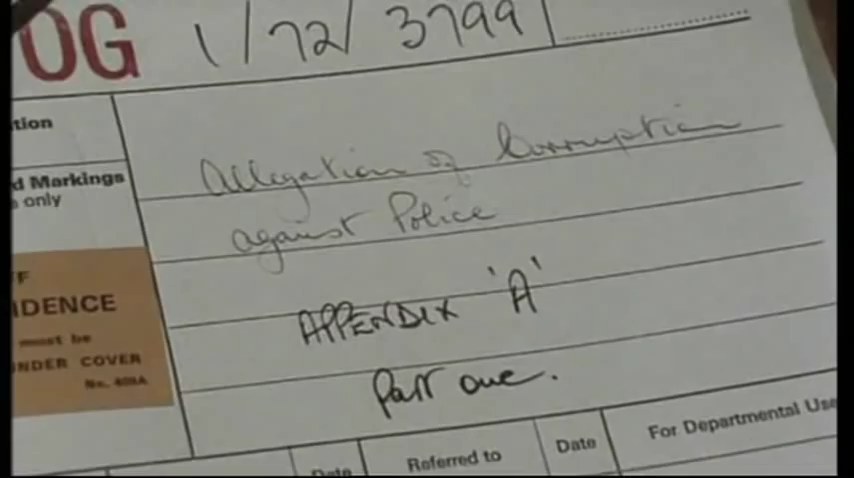 OG 1/72/3799
tion
d Markings
only
Allegation of Corruption
against Police
APPENDIX 'A'
Part one.
F
IDENCE
must be
NDER COVER
No. 408A
Date
Referred to
Date
For Departmental Use